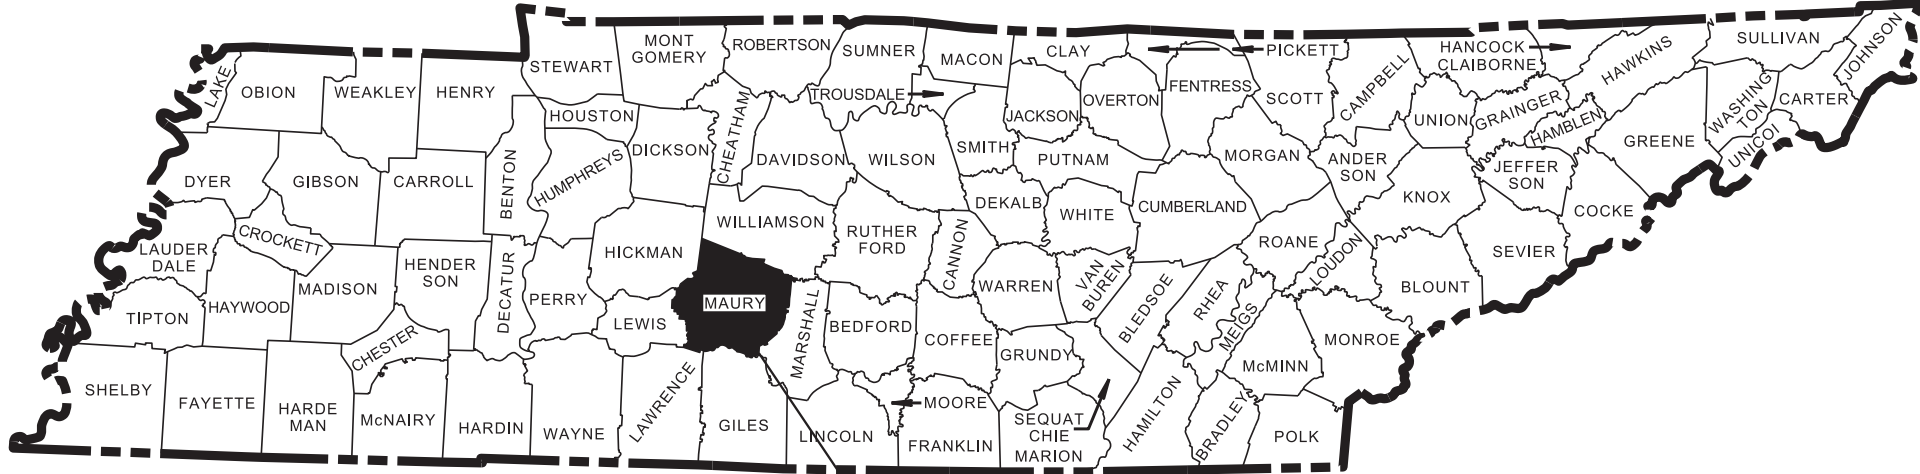 MONT
GOMERY
ROBERTSON
SUMNER
MACON
CLAY
PICKETT
HANCOCK
CLAIBORNE
HAWKINS
SULLIVAN
JOHNSON
LAKE
OBION
WEAKLEY
HENRY
STEWART
HOUSTON
TROUSDALE
JACKSON
OVERTON
FENTRESS
SCOTT
CAMPBELL
UNION
GRAINGER
HAMBLEN
GREENE
WASHING
TON
CARTER
UNICOI
DYER
GIBSON
CARROLL
BENTON
HUMPHREYS
DICKSON
CHEATHAM
DAVIDSON
WILSON
SMITH
PUTNAM
MORGAN
ANDER
SON
KNOX
JEFFER
SON
COCKE
CROCKETT
WILLIAMSON
RUTHER
FORD
CANNON
DEKALB
WHITE
CUMBERLAND
ROANE
LOUDON
BLOUNT
SEVIER
LAUDER
DALE
HAYWOOD
MADISON
HENDER
SON
DECATUR
PERRY
HICKMAN
MAURY
WARREN
VAN
BUREN
BLEDSOE
RHEA
MEIGS
TIPTON
CHESTER
LEWIS
MARSHALL
BEDFORD
COFFEE
GRUNDY
McMINN
MONROE
SHELBY
FAYETTE
HARDE
MAN
McNAIRY
HARDIN
WAYNE
LAWRENCE
GILES
LINCOLN
MOORE
FRANKLIN
SEQUAT
CHIE
MARION
HAMILTON
BRADLEY
POLK